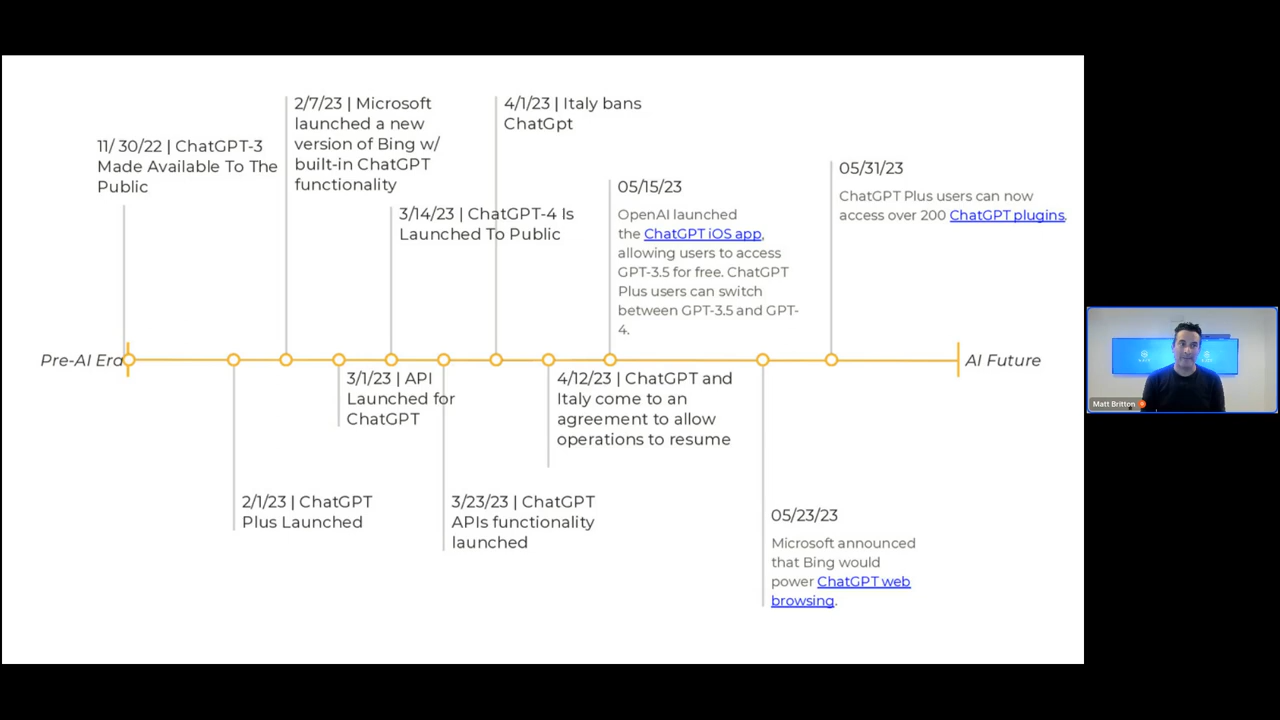 11/ 30/22 | ChatGPT-3
Made Available To The
Public
2/7/23 | Microsoft
launched a new
version of Bing w/
built-in ChatGPT
functionality
3/14/23 | ChatGPT-4 Is
Launched To Public
4/1/23 | Italy bans
ChatGpt
05/15/23
OpenAI launched
the ChatGPT iOS app,
allowing users to access
GPT-3.5 for free. ChatGPT
Plus users can switch
between GPT-3.5 and GPT-
4.
05/31/23
ChatGPT Plus users can now
access over 200 ChatGPT plugins.
Pre-AI Era
AI Future
2/1/23 | ChatGPT
Plus Launched
3/1/23 | API
Launched for
ChatGPT
3/23/23 | ChatGPT
APIs functionality
launched
4/12/23 | ChatGPT and
Italy come to an
agreement to allow
operations to resume
05/23/23
Microsoft announced
that Bing would
power ChatGPT web
browsing.
Matt Britton